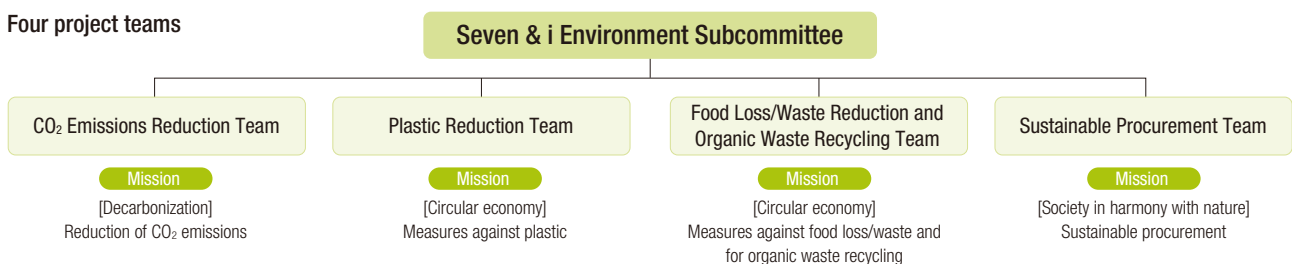 Four project teams
Seven & i Environment Subcommittee
CO₂ Emissions Reduction Team
Mission
[Decarbonization]
Reduction of CO₂ emissions
Plastic Reduction Team
Mission
[Circular economy]
Measures against plastic
Food Loss/Waste Reduction and
Organic Waste Recycling Team
Mission
[Circular economy]
Measures against food loss/waste and
for organic waste recycling
Sustainable Procurement Team
Mission
[Society in harmony with nature]
Sustainable procurement